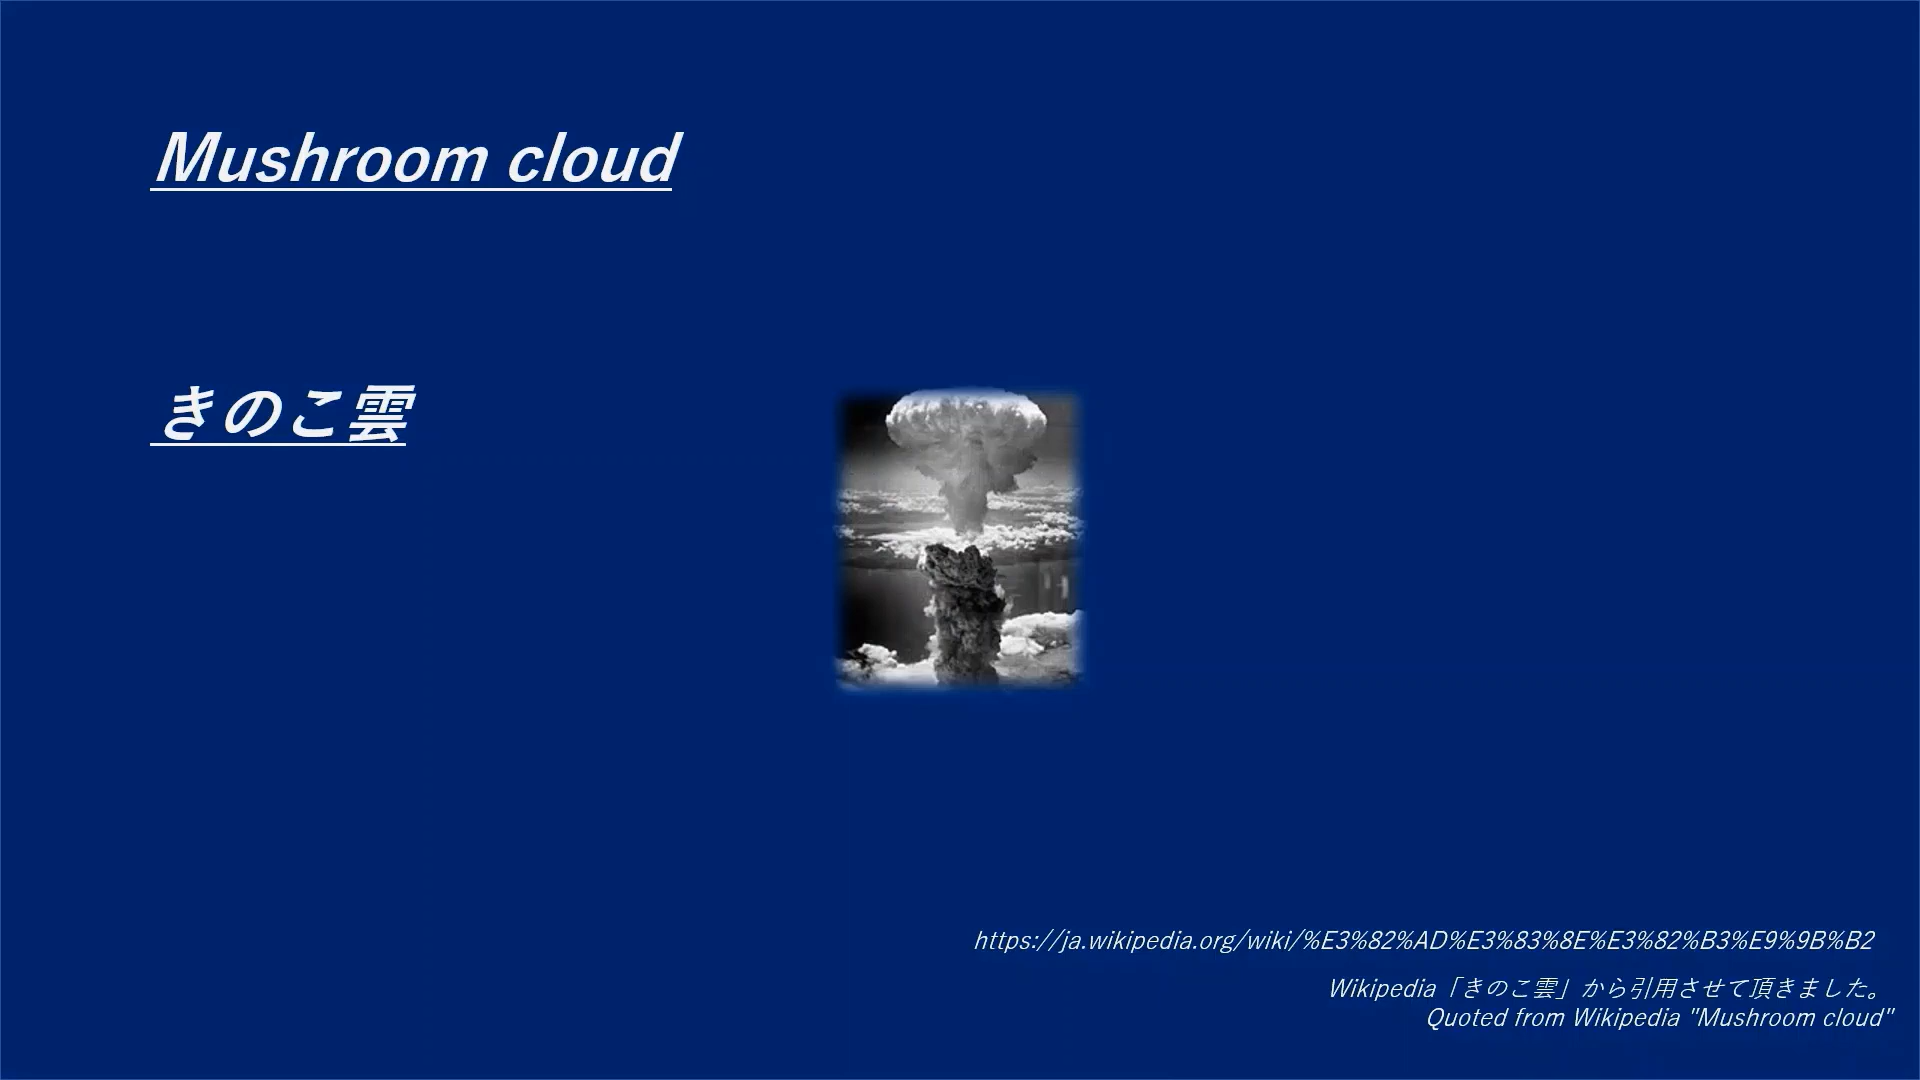 Mushroom cloud
きのこ雲
https://ja.wikipedia.org/wiki/%E3%82%AD%E3%83%8E%E3%82%B3%E9%9B%B2
Wikipedia「きのこ雲」から引用させて頂きました。
Quoted from Wikipedia "Mushroom cloud"